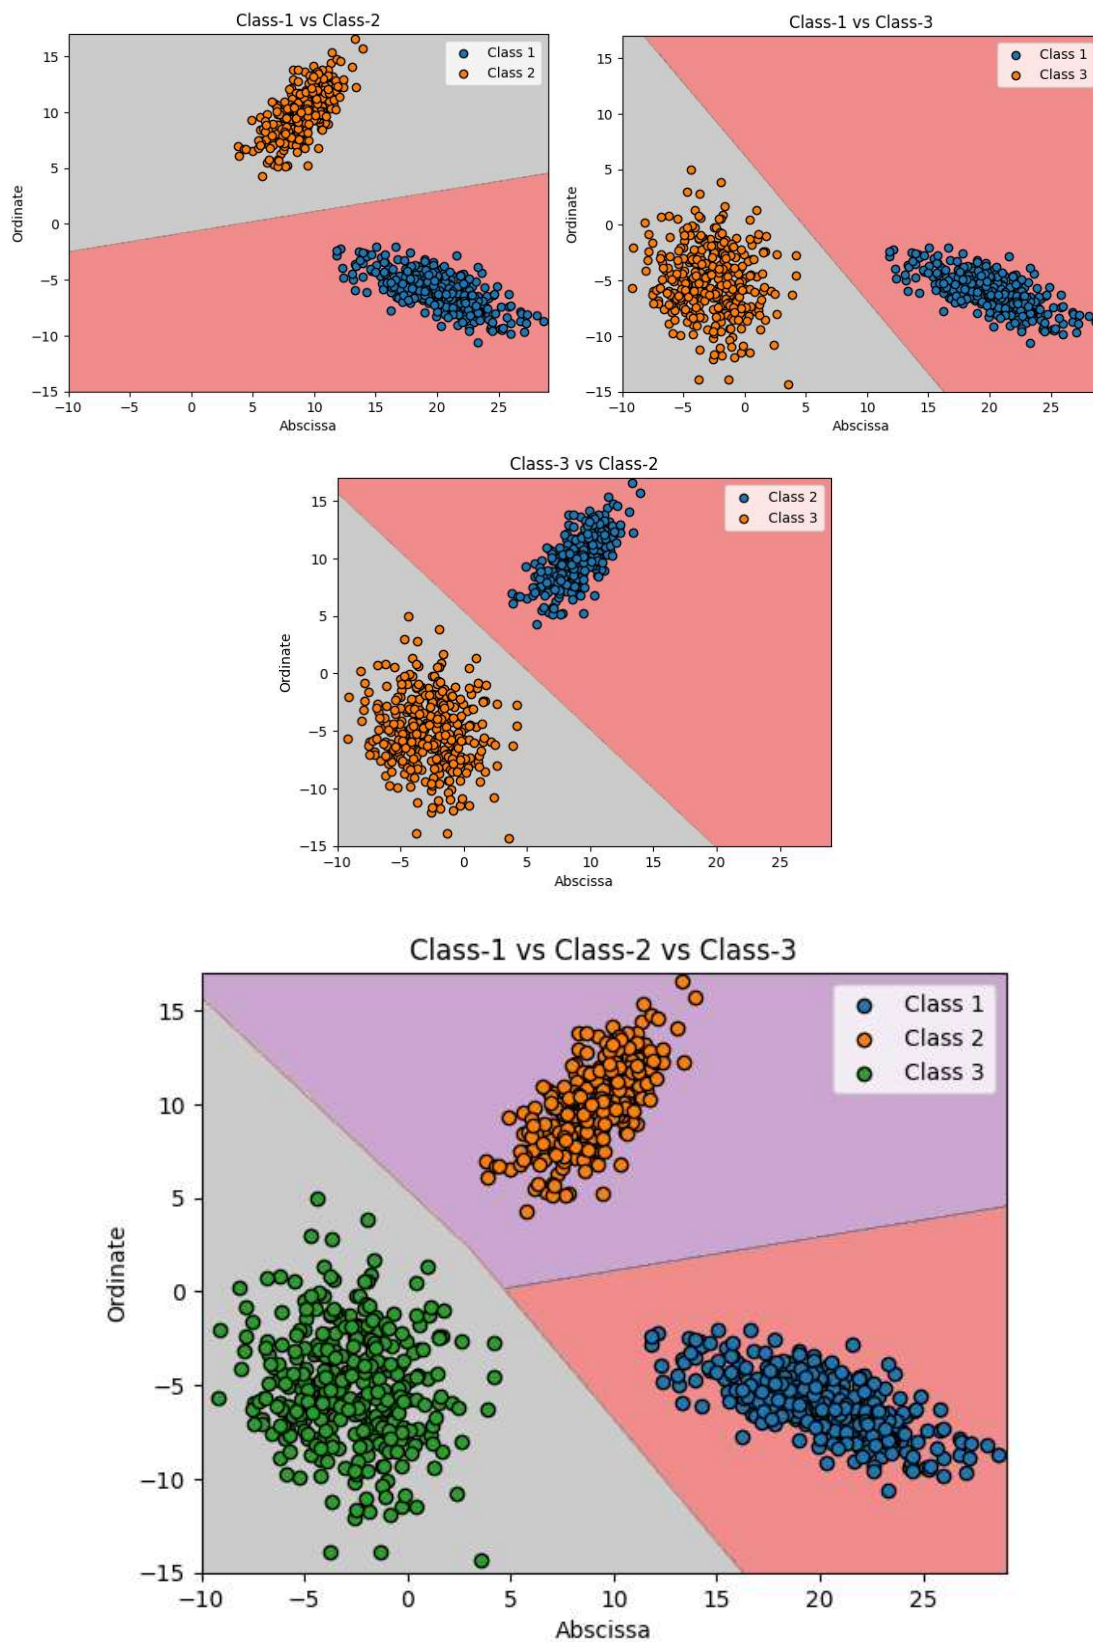 Class-1 vs Class-2
Class 1
Class 2
15
10
5
0
−5
−10
−15
Ordinate
−10 −5 0 5 10 15 20 25
Abscissa
Class-1 vs Class-3
Class 1
Class 3
15
10
5
0
−5
−10
−15
Ordinate
−10 −5 0 5 10 15 20 25
Abscissa
Class-3 vs Class-2
Class 2
Class 3
15
10
5
0
−5
−10
−15
Ordinate
−10 −5 0 5 10 15 20 25
Abscissa
Class-1 vs Class-2 vs Class-3
Class 1
Class 2
Class 3
15
10
5
0
−5
−10
−15
Ordinate
−10 −5 0 5 10 15 20 25
Abscissa